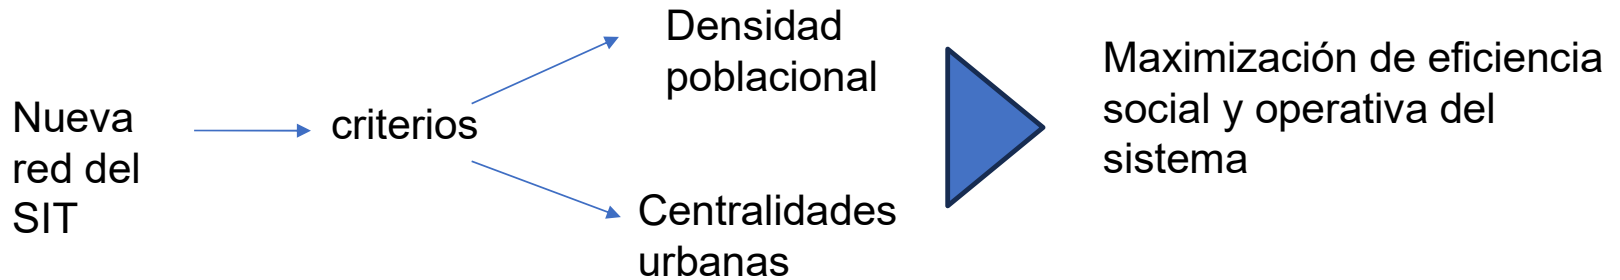 Nueva
red del
SIT
criterios
Densidad
poblacional
Centralidades
urbanas
Maximización de eficiencia
social y operativa del
sistema